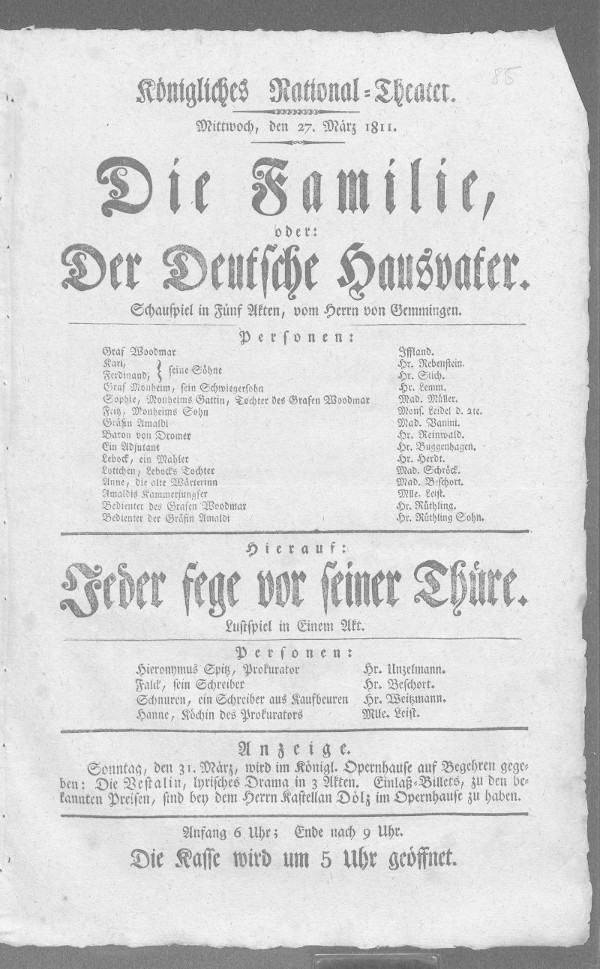 85
Königliches National-Theater.
Mittwoch, den 27. März 1811.
Die Familie,
oder:
Der Deutsche Hausvater.
Schauspiel in Fünf Akten, vom Herrn von Gemmingen.
Personen:
Graf Wodmar Iffland.
Karl, Hr. Rebenstein.
seine Söhne
Ferdinand, Hr. Stich.
Graf Monheim, sein Schwiegersohn Hr. Lemm.
Sophie, Monheims Gattin, Tochter des Grafen Wodmar Mad. Müller.
Fritz, Monheims Sohn Mons. Leidel d. 2te.
Gräfin Amaldi Mad. Vanini.
Baron von Dromer Hr. Reinwald.
Ein Adjutant Hr. Buggenhagen.
Lebock, ein Mahler Hr. Herdt.
Lottchen, Lebocks Tochter Mad. Schröck.
Anne, die alte Wärterinn Mad. Beschort.
Amaldis Kammerjungfer Mlle. Leist.
Bedienter des Grafen Wodmar Hr. Rüthling.
Bedienter der Gräfin Amaldi Hr. Rüthling Sohn.
Hierauf:
Jeder fege vor seiner Thüre.
Lustspiel in Einem Akt.
Personen:
Hieronymus Spitz, Prokurator Hr. Unzelmann.
Falck, sein Schreiber Hr. Beschort.
Schnuren, ein Schreiber aus Kaufbeuren Hr. Weitzmann.
Hanne, Köchin des Prokurators Mlle. Leist.
Anzeige.
Sonntag, den 31. März, wird im Königl. Opernhause auf Begehren gege-
ben: Die Vestalin, lyrisches Drama in 3 Akten. Einlaß-Billets, zu den be-
kannten Preisen, sind bey dem Herrn Kastellan Dölz im Opernhause zu haben.
Anfang 6 Uhr; Ende nach 9 Uhr.
Die Kasse wird um 5 Uhr geöffnet.